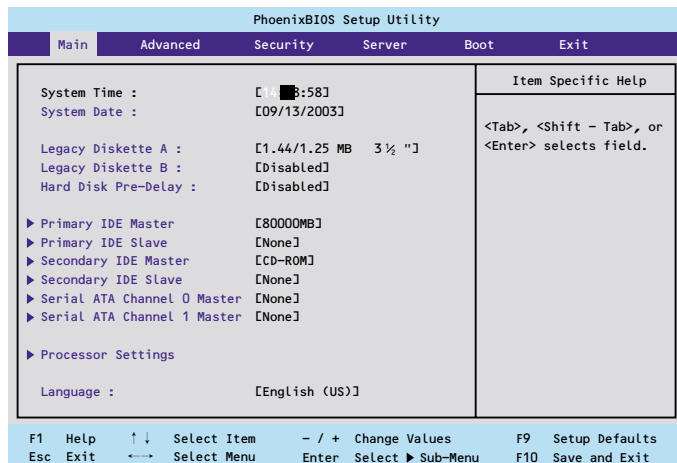 PhoenixBIOS Setup Utility
Main Advanced Security Server Boot Exit
Item Specific Help
System Time : :58]
System Date : [09/13/2003]
<Tab>, <Shift - Tab>, or
<Enter> selects field.
Legacy Diskette A : [1.44/1.25 MB 3½ "]
Legacy Diskette B : [Disabled]
Hard Disk Pre-Delay : [Disabled]
▶ Primary IDE Master [80000MB]
▶ Primary IDE Slave [None]
▶ Secondary IDE Master [CD-ROM]
▶ Secondary IDE Slave [None]
▶ Serial ATA Channel 0 Master [None]
▶ Serial ATA Channel 1 Master [None]
▶ Processor Settings
Language : [English (US)]
F1 Help ↑↓ Select Item - / + Change Values F9 Setup Defaults
Esc Exit ←→ Select Menu Enter Select ▶ Sub-Menu F10 Save and Exit